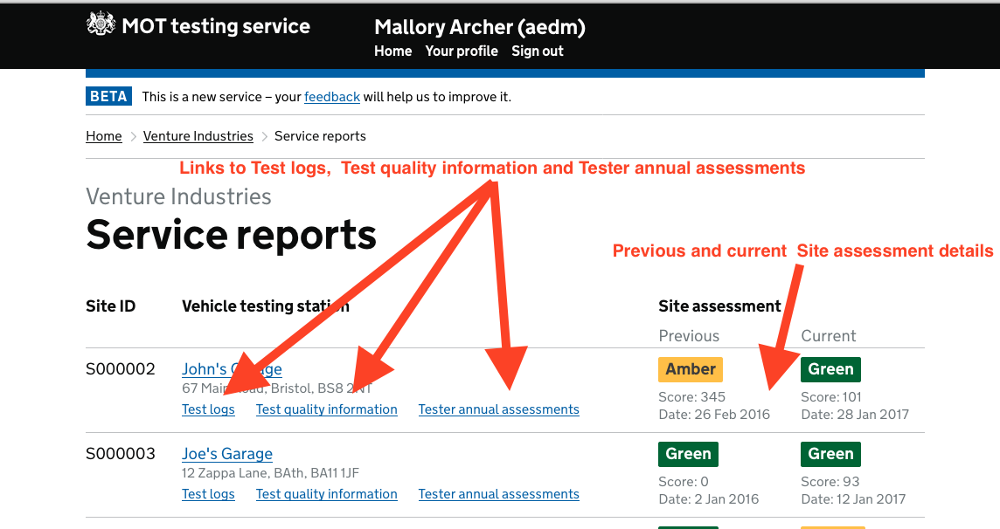 MOT testing service
Mallory Archer (aedm)
Home Your profile Sign out
BETA This is a new service – your feedback will help us to improve it.
Home > Venture Industries > Service reports
Links to Test logs, Test quality information and Tester annual assessments
Venture Industries
Service reports
Previous and current Site assessment details
Site ID Vehicle testing station Site assessment
Previous Current
S000002 John's Garage Amber Green
67 Main Road, Bristol, BS8 2NT Score: 345 Score: 101
Test logs Test quality information Tester annual assessments Date: 26 Feb 2016 Date: 28 Jan 2017
S000003 Joe's Garage Green Green
12 Zappa Lane, BAth, BA11 1JF Score: 0 Score: 93
Test logs Test quality information Tester annual assessments Date: 2 Jan 2016 Date: 12 Jan 2017